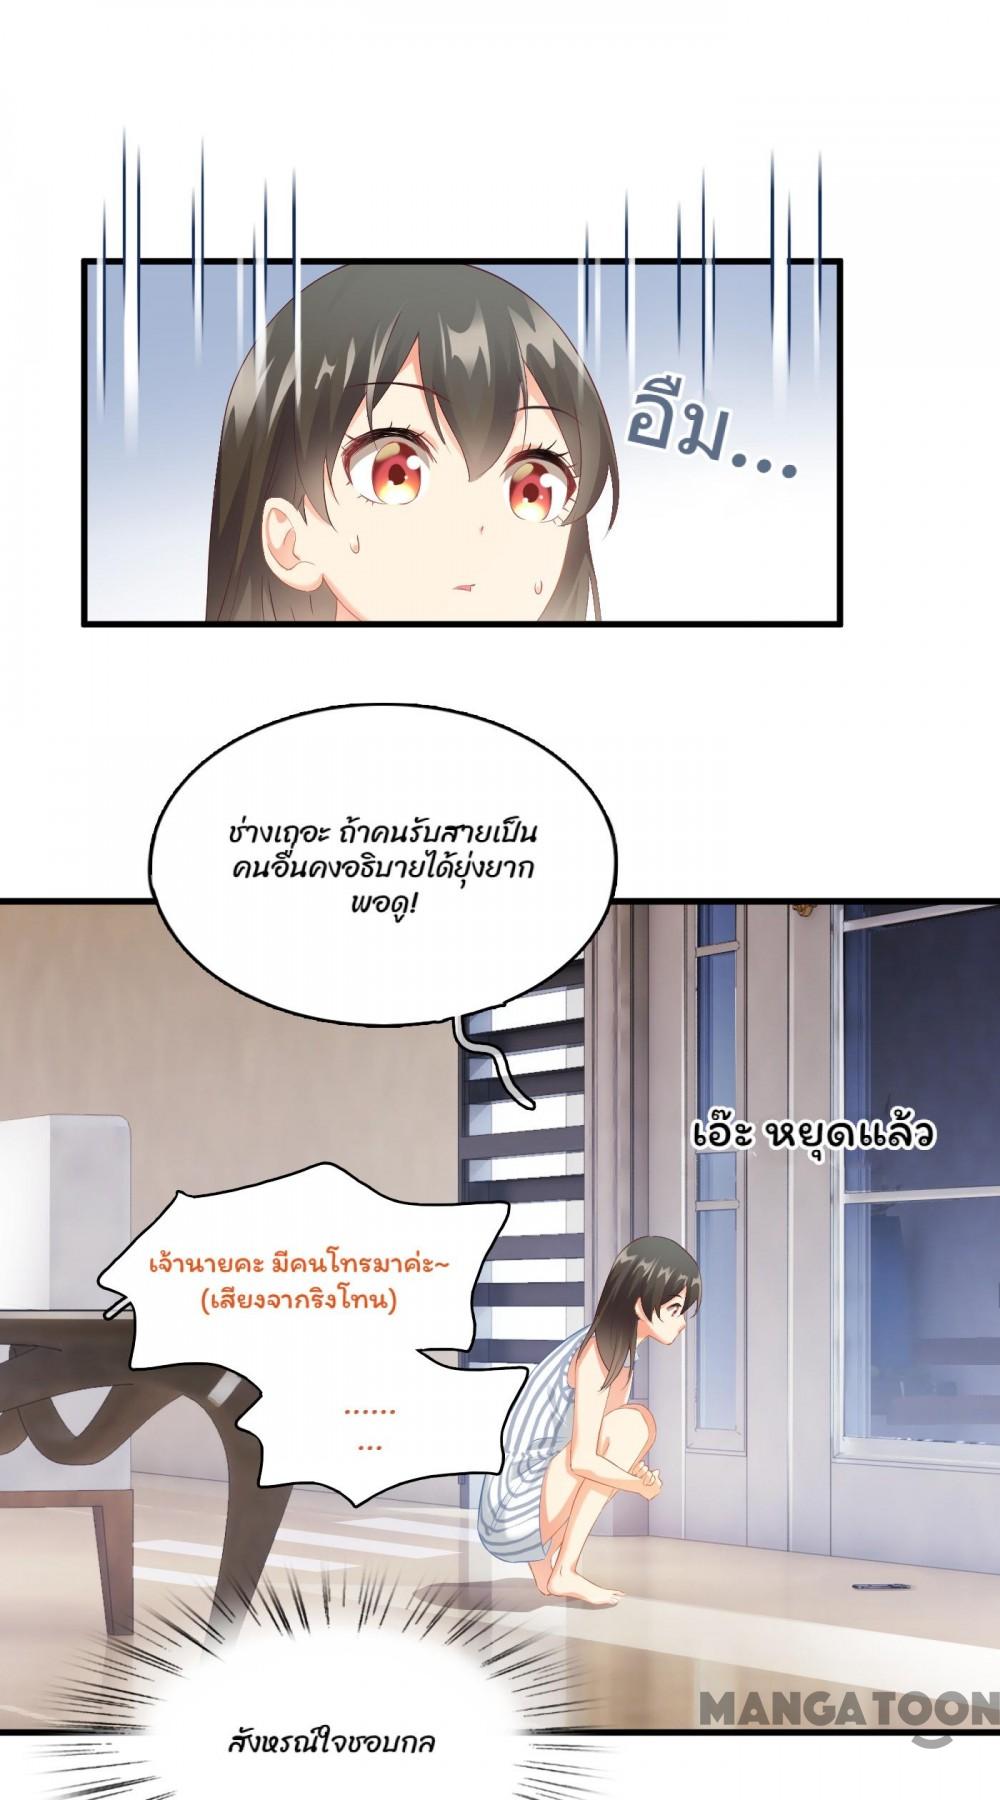 อืม...
ช่างเถอะ ถ้าคนรับสายเป็น
คนอื่นคงอธิบายได้ยุ่งยาก
พอดู!
เอ๊ะ หยุดแล้ว
เจ้านายคะ มีคนโทรมาค่ะ~
(เสียงจากริงโทน)
......
...
สังหรณ์ใจชอบกล
MANGATOON